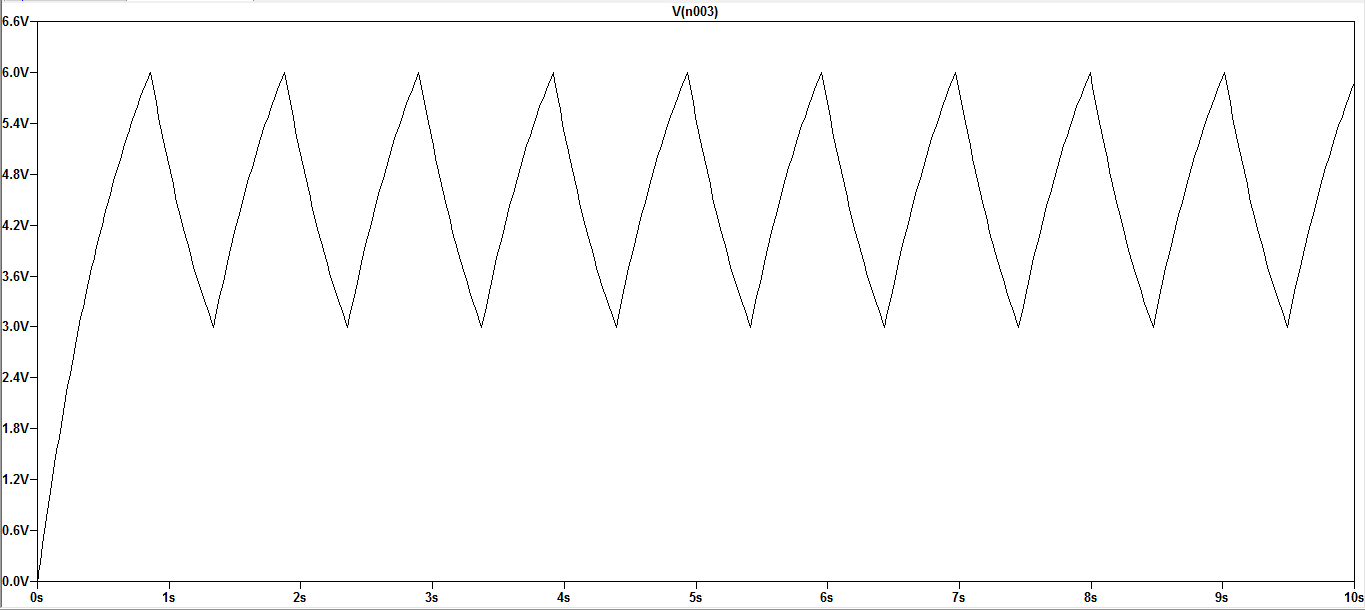 V(n003)
6.6V
6.0V
5.4V
4.8V
4.2V
3.6V
3.0V
2.4V
1.8V
1.2V
0.6V
0.0V
0s 1s 2s 3s 4s 5s 6s 7s 8s 9s 10s